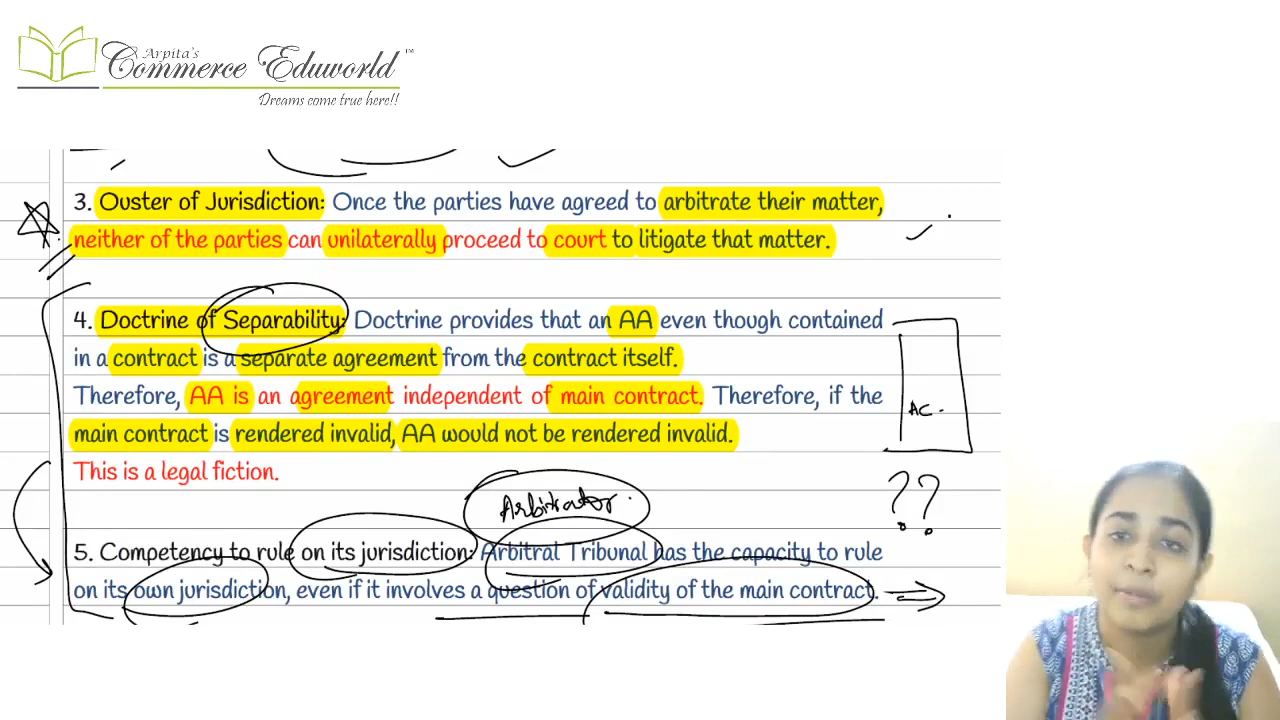 Arpita's
Commerce Eduworld™
Dreams come true here!!
3. Ouster of Jurisdiction: Once the parties have agreed to arbitrate their matter,
neither of the parties can unilaterally proceed to court to litigate that matter.
4. Doctrine of Separability: Doctrine provides that an AA even though contained
in a contract is a separate agreement from the contract itself.
Therefore, AA is an agreement independent of main contract. Therefore, if the
main contract is rendered invalid, AA would not be rendered invalid.
AC.
This is a legal fiction.
??
Arbitrator
5. Competency to rule on its jurisdiction: Arbitral Tribunal has the capacity to rule
on its own jurisdiction, even if it involves a question of validity of the main contract.